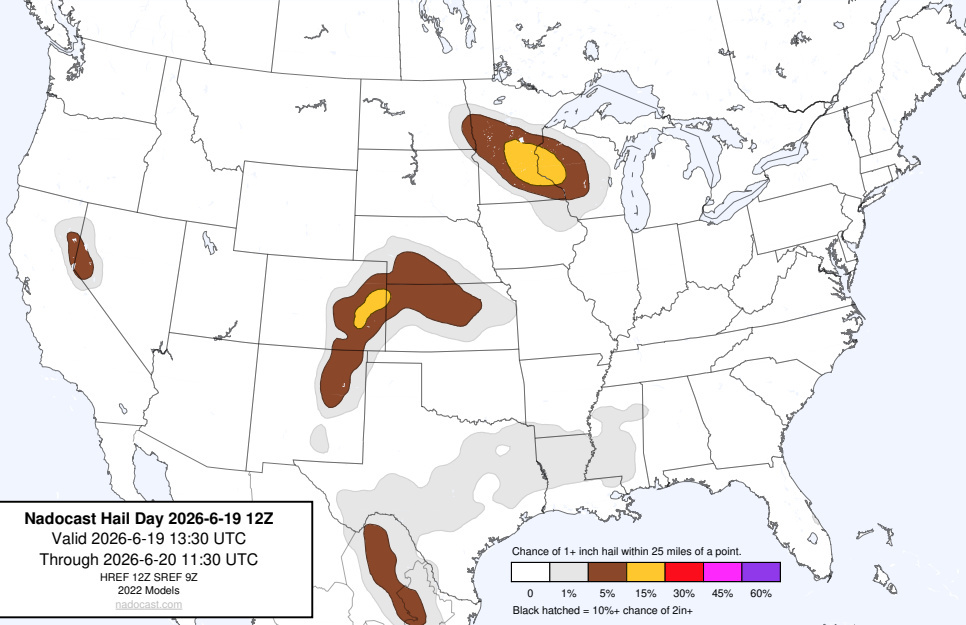 Nadocast Hail Day 2026-6-19 12Z
Valid 2026-6-19 13:30 UTC
Through 2026-6-20 11:30 UTC
HREF 12Z SREF 9Z
2022 Models
nadocast.com
Chance of 1+ inch hail within 25 miles of a point.
0 1% 5% 15% 30% 45% 60%
Black hatched = 10%+ chance of 2in+